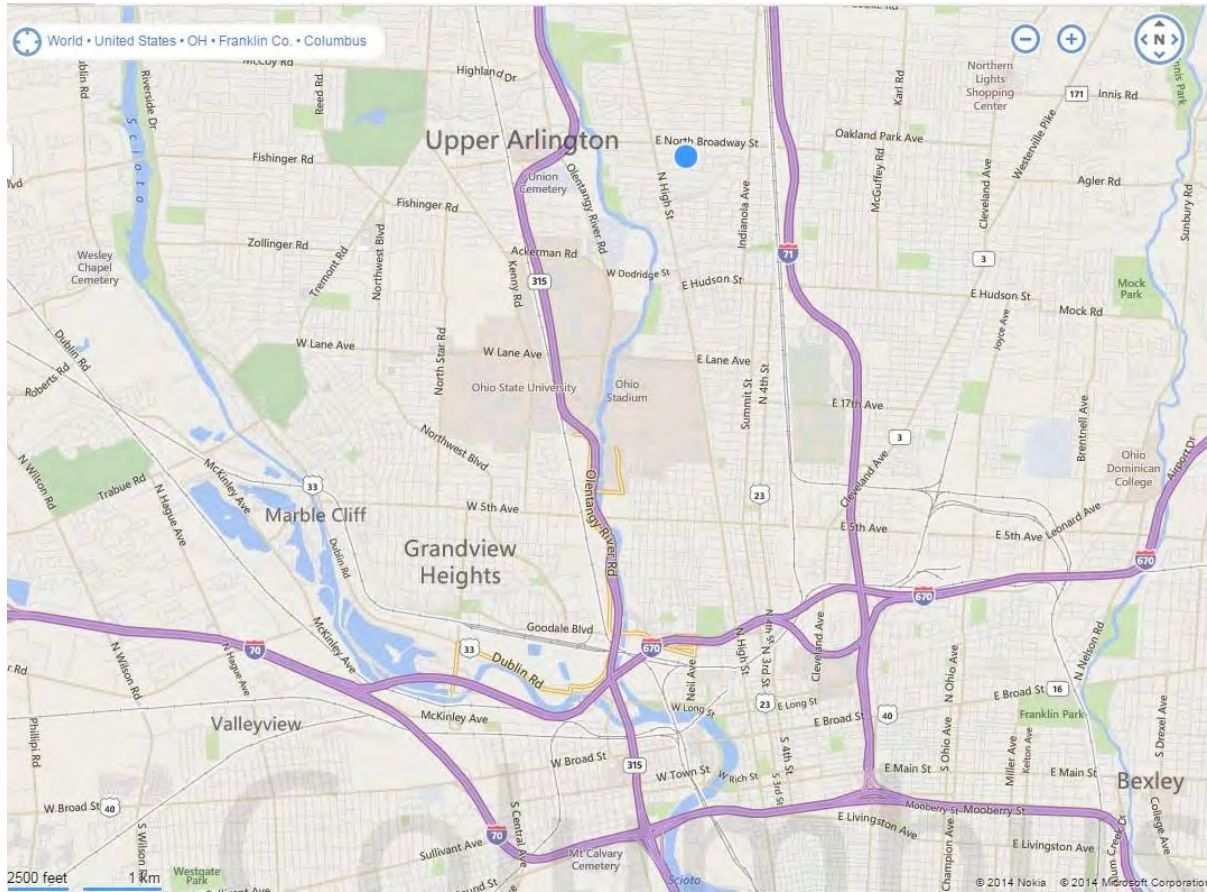 World • United States • OH • Franklin Co. • Columbus
N
McCoy Rd
Dublin Rd
Riverside Dr
Reed Rd
Highland Dr
Karl Rd
Northern
Lights
Shopping
Center
171
Innis Rd
Innis Park
Westerville Pike
Scioto
Upper Arlington
E North Broadway St
Oakland Park Ave
Fishinger Rd
Union
Cemetery
Olentangy River Rd
N High St
Indianola Ave
McGuffey Rd
Cleveland Ave
Agler Rd
Sunbury Rd
Fishinger Rd
Zollinger Rd
Tremont Rd
Northwest Blvd
Ackerman Rd
Kenny Rd
315
71
3
Wesley
Chapel
Cemetery
W Dodridge St
E Hudson St
E Hudson St
Mock
Park
Mock Rd
Joyce Ave
Dublin Rd
Roberts Rd
W Lane Ave
North Star Rd
W Lane Ave
E Lane Ave
Ohio State University
Ohio
Stadium
Summit St
N 4th St
E 17th Ave
Brentnell Ave
3
Northwest Blvd
Cleveland Ave
Ohio
Dominican
College
Airport Dr
N Wilson Rd
Trabue Rd
N Hague Ave
McKinley Ave
33
Marble Cliff
W 5th Ave
Olentangy River Rd
23
E 5th Ave
E 5th Ave
Leonard Ave
Dublin Rd
Grandview
Heights
670
670
McKinley Ave
Goodale Blvd
33
Dublin Rd
670
Neil Ave
N High St
N 4th St
N 3rd St
Cleveland Ave
N Nelson Rd
70
N Wilson Rd
N Hague Ave
N Ohio Ave
E Broad St
16
Franklin Park
Valleyview
McKinley Ave
W Long St
23
E Long St
E Broad St
40
Phillipi Rd
W Broad St
315
W Town St
W Rich St
S 4th St
S 3rd St
E Main St
S Ohio Ave
Miller Ave
Kelton Ave
E Main St
S Drexel Ave
Bexley
W Broad St
40
S Central Ave
70
Sullivant Ave
Mt Calvary
Cemetery
Mooberry St
Mooberry St
E Livingston Ave
E Livingston Ave
Champion Ave
College Ave
S Wilson Rd
Westgate
Park
Scioto
2500 feet
1 km
© 2014 Nokia © 2014 Microsoft Corporation